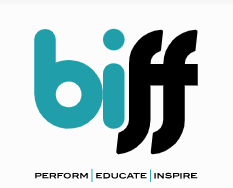 biff
PERFORM | EDUCATE | INSPIRE